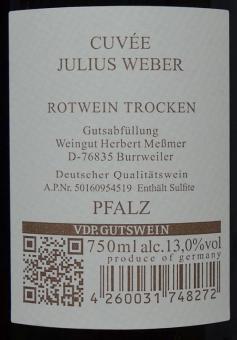 CUVÉE
JULIUS WEBER
ROTWEIN TROCKEN
Gutsabfüllung
Weingut Herbert Meßmer
D-76835 Burrweiler
Deutscher Qualitätswein
A.P.Nr. 50160954519 Enthält Sulfite
PFALZ
VDP.GUTSWEIN
750ml alc.13,0%vol
produce of germany
4 260031 748272